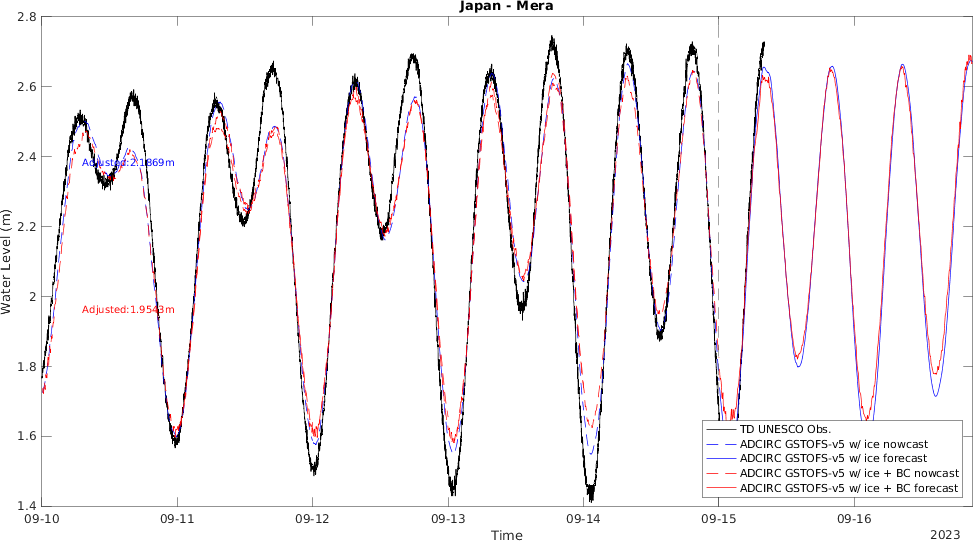 Japan - Mera
2.8
2.6
2.4
2.2
2
1.8
1.6
1.4
Water Level (m)
Adjusted:2.1869m
Adjusted:1.9543m
TD UNESCO Obs.
ADCIRC GSTOFS-v5 w/ ice nowcast
ADCIRC GSTOFS-v5 w/ ice forecast
ADCIRC GSTOFS-v5 w/ ice + BC nowcast
ADCIRC GSTOFS-v5 w/ ice + BC forecast
09-10 09-11 09-12 09-13 09-14 09-15 09-16
Time
2023